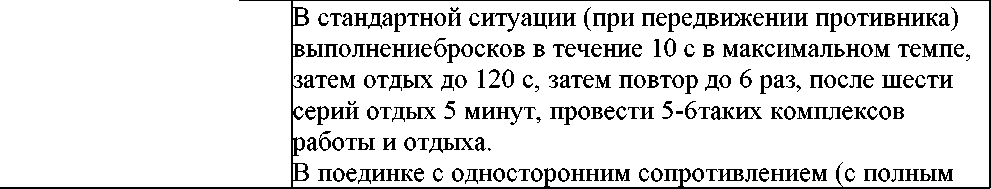 В стандартной ситуации (при передвижении противника)
выполнениебросков в течение 10 с в максимальном темпе,
затем отдых до 120 с, затем повтор до 6 раз, после шести
серий отдых 5 минут, провести 5-6таких комплексов
работы и отдыха.
В поединке с односторонним сопротивлением (с полным